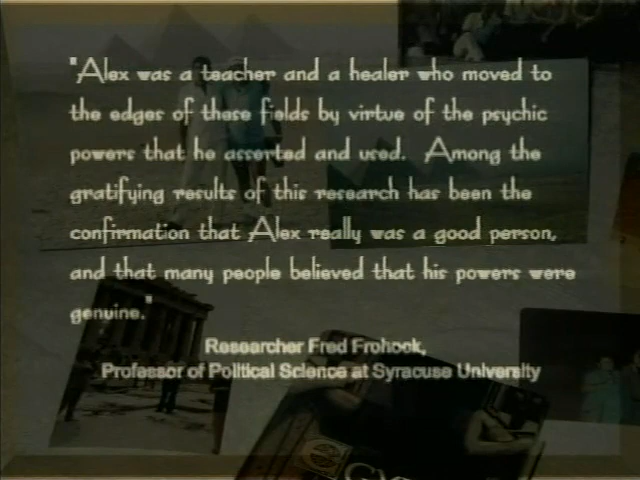 "Alex was a teacher and a healer who moved to
the edges of these fields by virtue of the psychic
powers that he asserted and used. Among the
gratifying results of this research has been the
confirmation that Alex really was a good person,
and that many people believed that his powers were
genuine."
Researcher Fred Frohock,
Professor of Political Science at Syracuse University